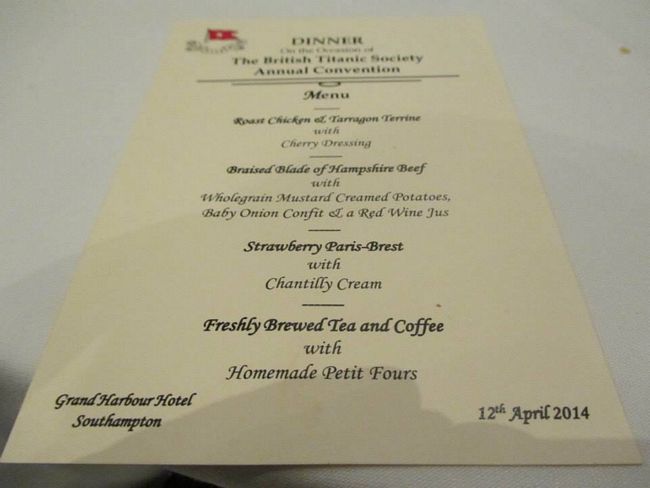 DINNER
On the Occasion of
The British Titanic Society
Annual Convention
Menu
Roast Chicken & Tarragon Terrine
with
Cherry Dressing
Braised Blade of Hampshire Beef
with
Wholegrain Mustard Creamed Potatoes,
Baby Onion Confit & a Red Wine Jus
Strawberry Paris-Brest
with
Chantilly Cream
Freshly Brewed Tea and Coffee
with
Homemade Petit Fours
Grand Harbour Hotel
Southampton
12th April 2014